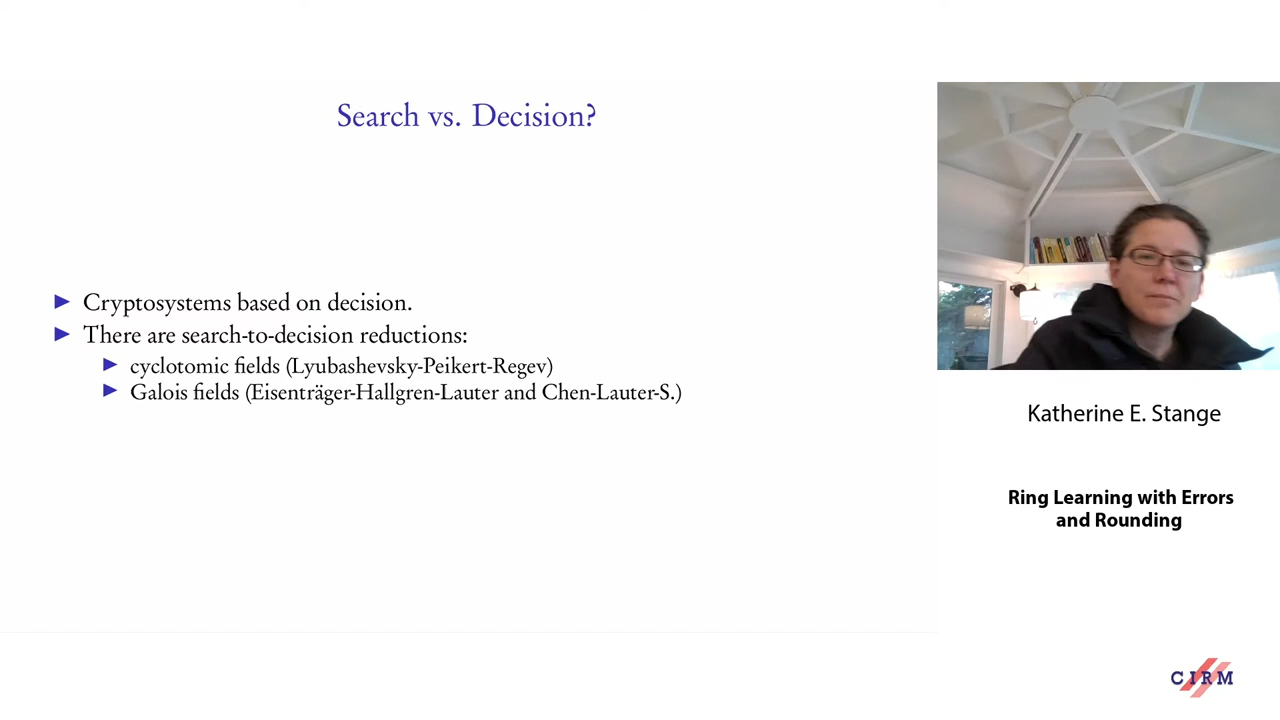 Search vs. Decision?
Cryptosystems based on decision.
There are search-to-decision reductions:
cyclotomic fields (Lyubashevsky-Peikert-Regev)
Galois fields (Eisenträger-Hallgren-Lauter and Chen-Lauter-S.)
Katherine E. Stange
Ring Learning with Errors
and Rounding
CIRM